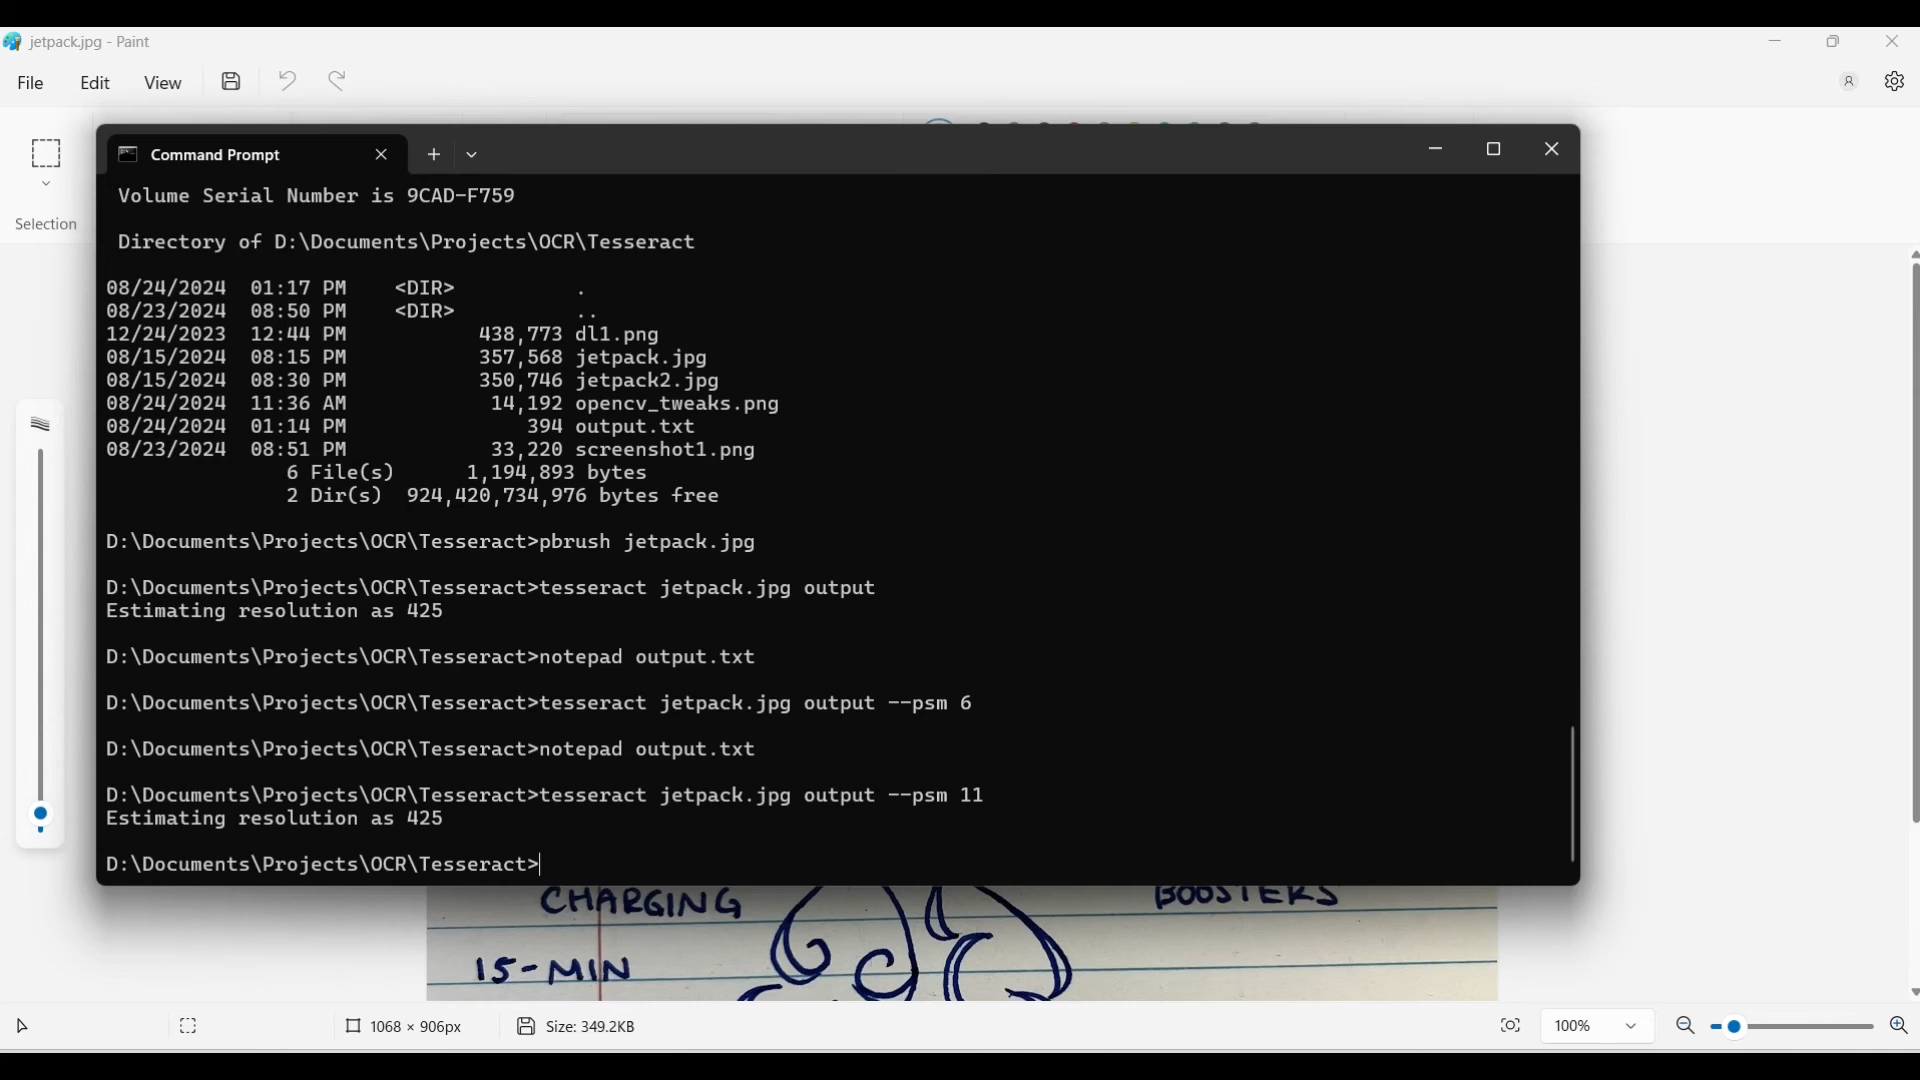 jetpack.jpg - Paint
File Edit View
Selection
Command Prompt
Volume Serial Number is 9CAD-F759
Directory of D:\Documents\Projects\OCR\Tesseract
08/24/2024 01:17 PM <DIR> .
08/23/2024 08:50 PM <DIR> ..
12/24/2023 12:44 PM 438,773 dl1.png
08/15/2024 08:15 PM 357,568 jetpack.jpg
08/15/2024 08:30 PM 350,746 jetpack2.jpg
08/24/2024 11:36 AM 14,192 opencv_tweaks.png
08/24/2024 01:14 PM 394 output.txt
08/23/2024 08:51 PM 33,220 screenshot1.png
6 File(s) 1,194,893 bytes
2 Dir(s) 924,420,734,976 bytes free
D:\Documents\Projects\OCR\Tesseract>pbrush jetpack.jpg
D:\Documents\Projects\OCR\Tesseract>tesseract jetpack.jpg output
Estimating resolution as 425
D:\Documents\Projects\OCR\Tesseract>notepad output.txt
D:\Documents\Projects\OCR\Tesseract>tesseract jetpack.jpg output --psm 6
D:\Documents\Projects\OCR\Tesseract>notepad output.txt
D:\Documents\Projects\OCR\Tesseract>tesseract jetpack.jpg output --psm 11
Estimating resolution as 425
D:\Documents\Projects\OCR\Tesseract>
CHARGING BOOSTERS
15-MIN
1068 × 906px Size: 349.2KB 100%